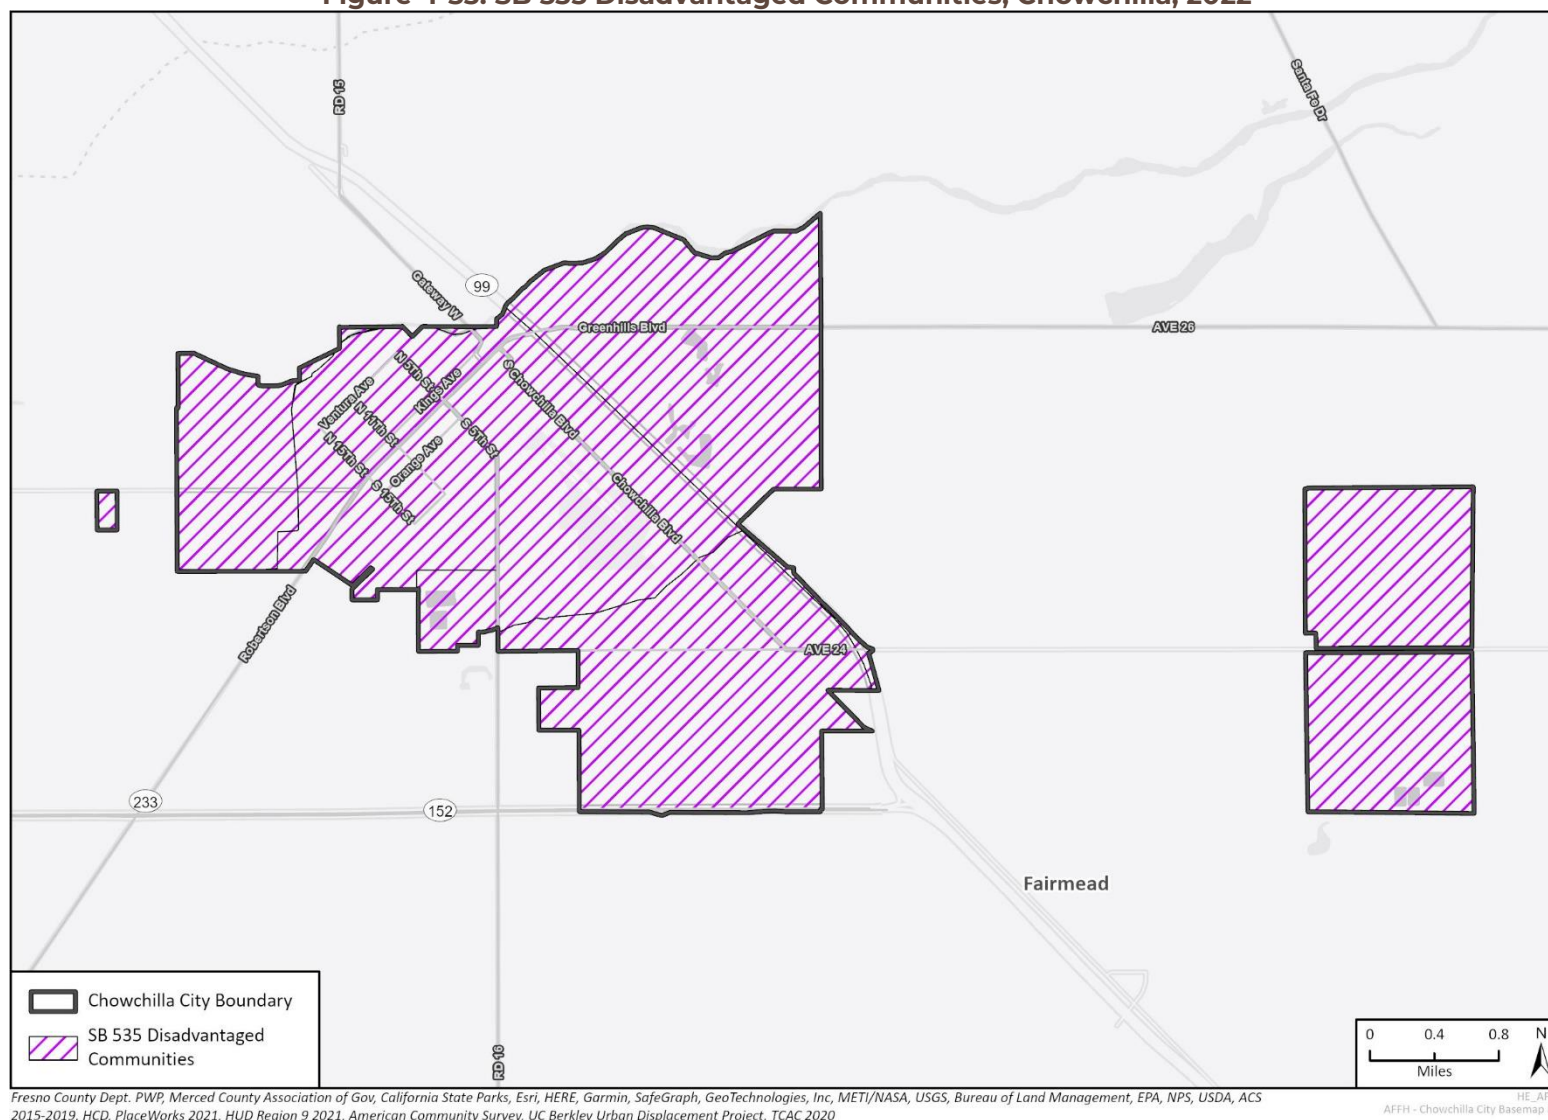 Figure 4-33: SB 535 Disadvantaged Communities, Chowchilla, 2022
RD 15
Santa Fe Dr
99
Gateway W
Greenhills Blvd
AVE 26
N 5Th St
Kings Ave
S Chowchilla Blvd
Ventura Ave
N 11Th St
S 5Th St
N 15Th St
Orange Ave
S 15Th St
Chowchilla Blvd
Robertson Blvd
AVE 24
233
152
Fairmead
RD 16
Chowchilla City Boundary
SB 535 Disadvantaged
Communities
0 0.4 0.8
Miles
N
Fresno County Dept. PWP, Merced County Association of Gov, California State Parks, Esri, HERE, Garmin, SafeGraph, GeoTechnologies, Inc, METI/NASA, USGS, Bureau of Land Management, EPA, NPS, USDA, ACS
2015-2019, HCD, PlaceWorks 2021, HUD Region 9 2021, American Community Survey, UC Berkley Urban Displacement Project, TCAC 2020
AFFH - Chowchilla City Basemap